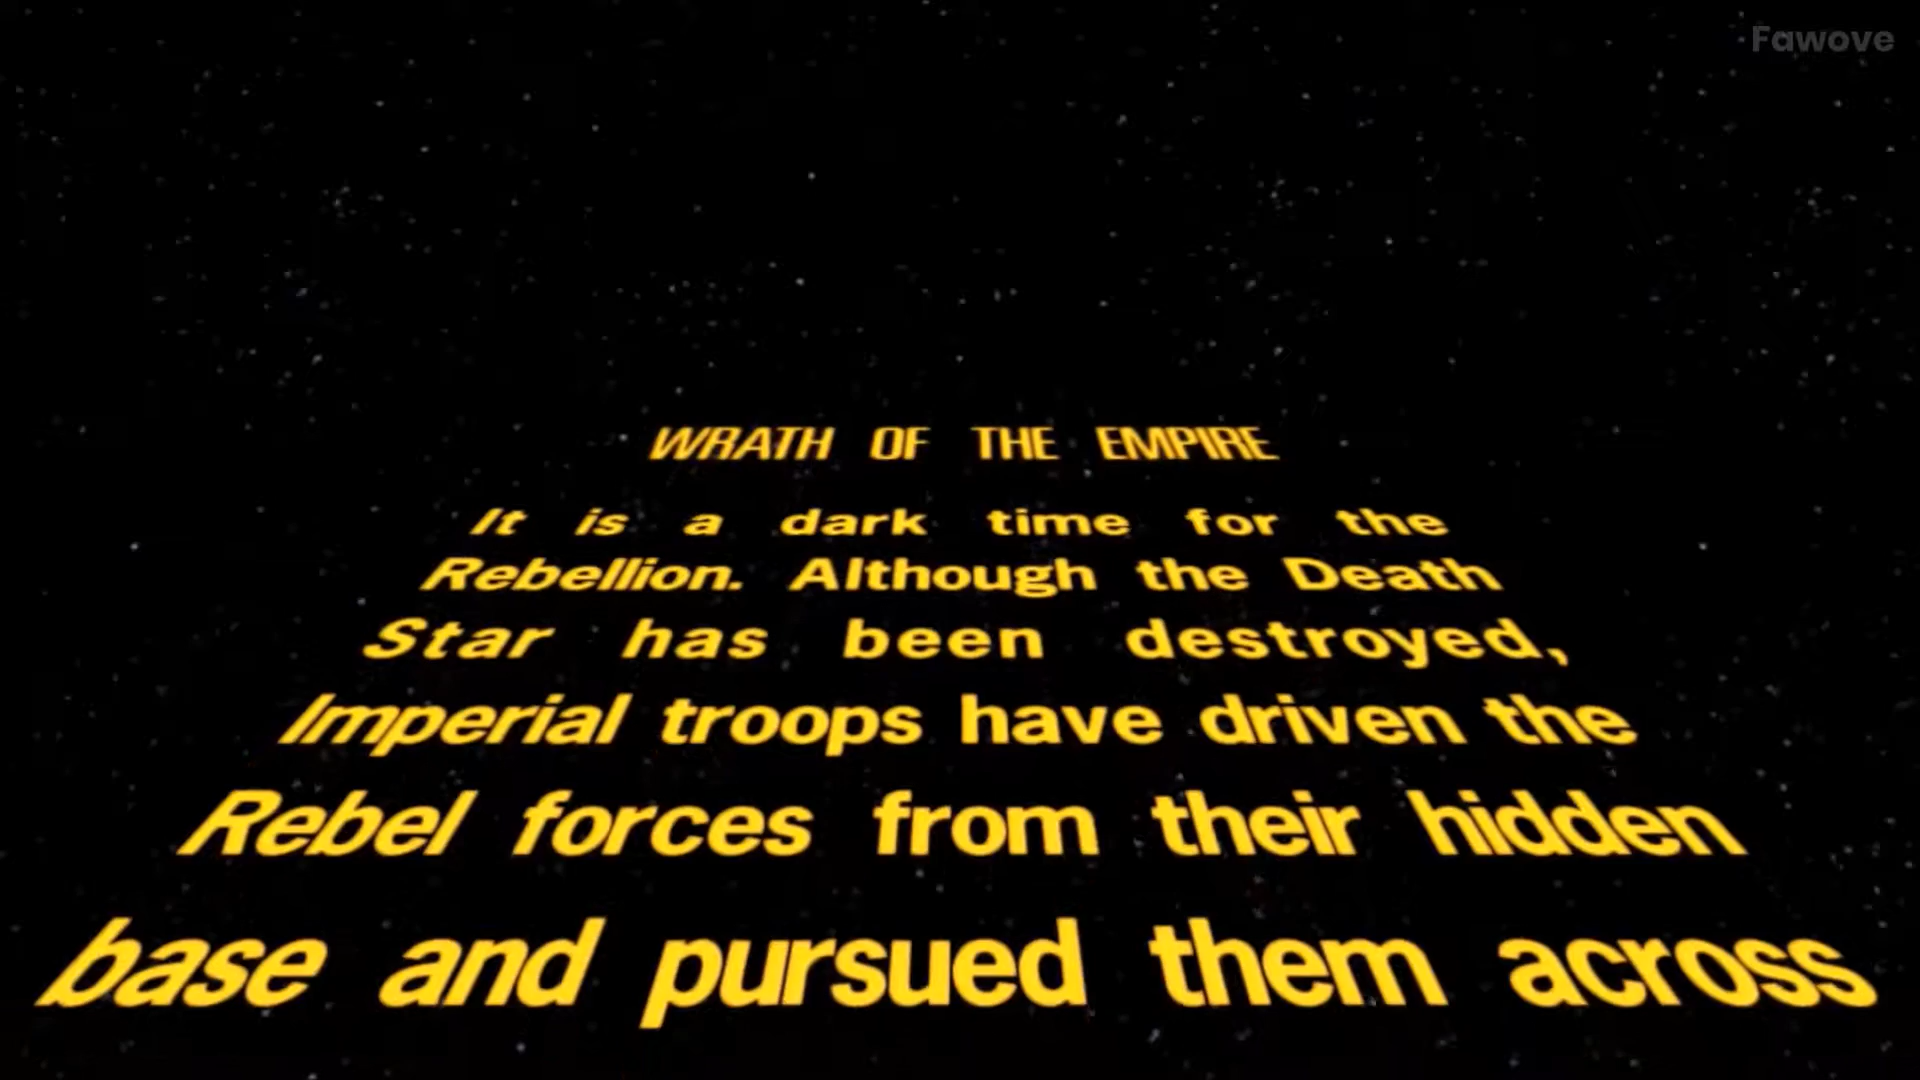 Fawove
WRATH OF THE EMPIRE
It is a dark time for the
Rebellion. Although the Death
Star has been destroyed,
Imperial troops have driven the
Rebel forces from their hidden
base and pursued them across